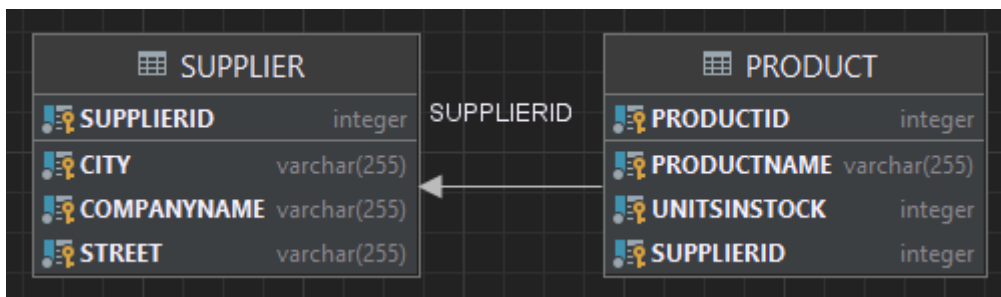 SUPPLIER
SUPPLIERID integer
CITY varchar(255)
COMPANYNAME varchar(255)
STREET varchar(255)
SUPPLIERID
PRODUCT
PRODUCTID integer
PRODUCTNAME varchar(255)
UNITSINSTOCK integer
SUPPLIERID integer